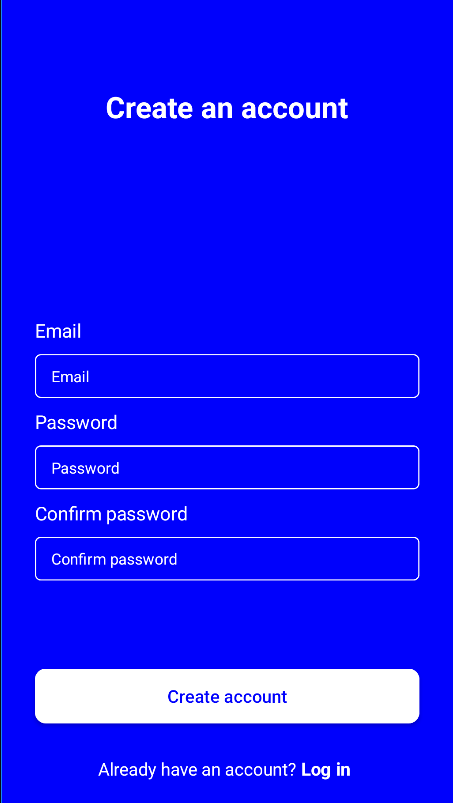 Create an account
Email
Email
Password
Password
Confirm password
Confirm password
Create account
Already have an account? Log in